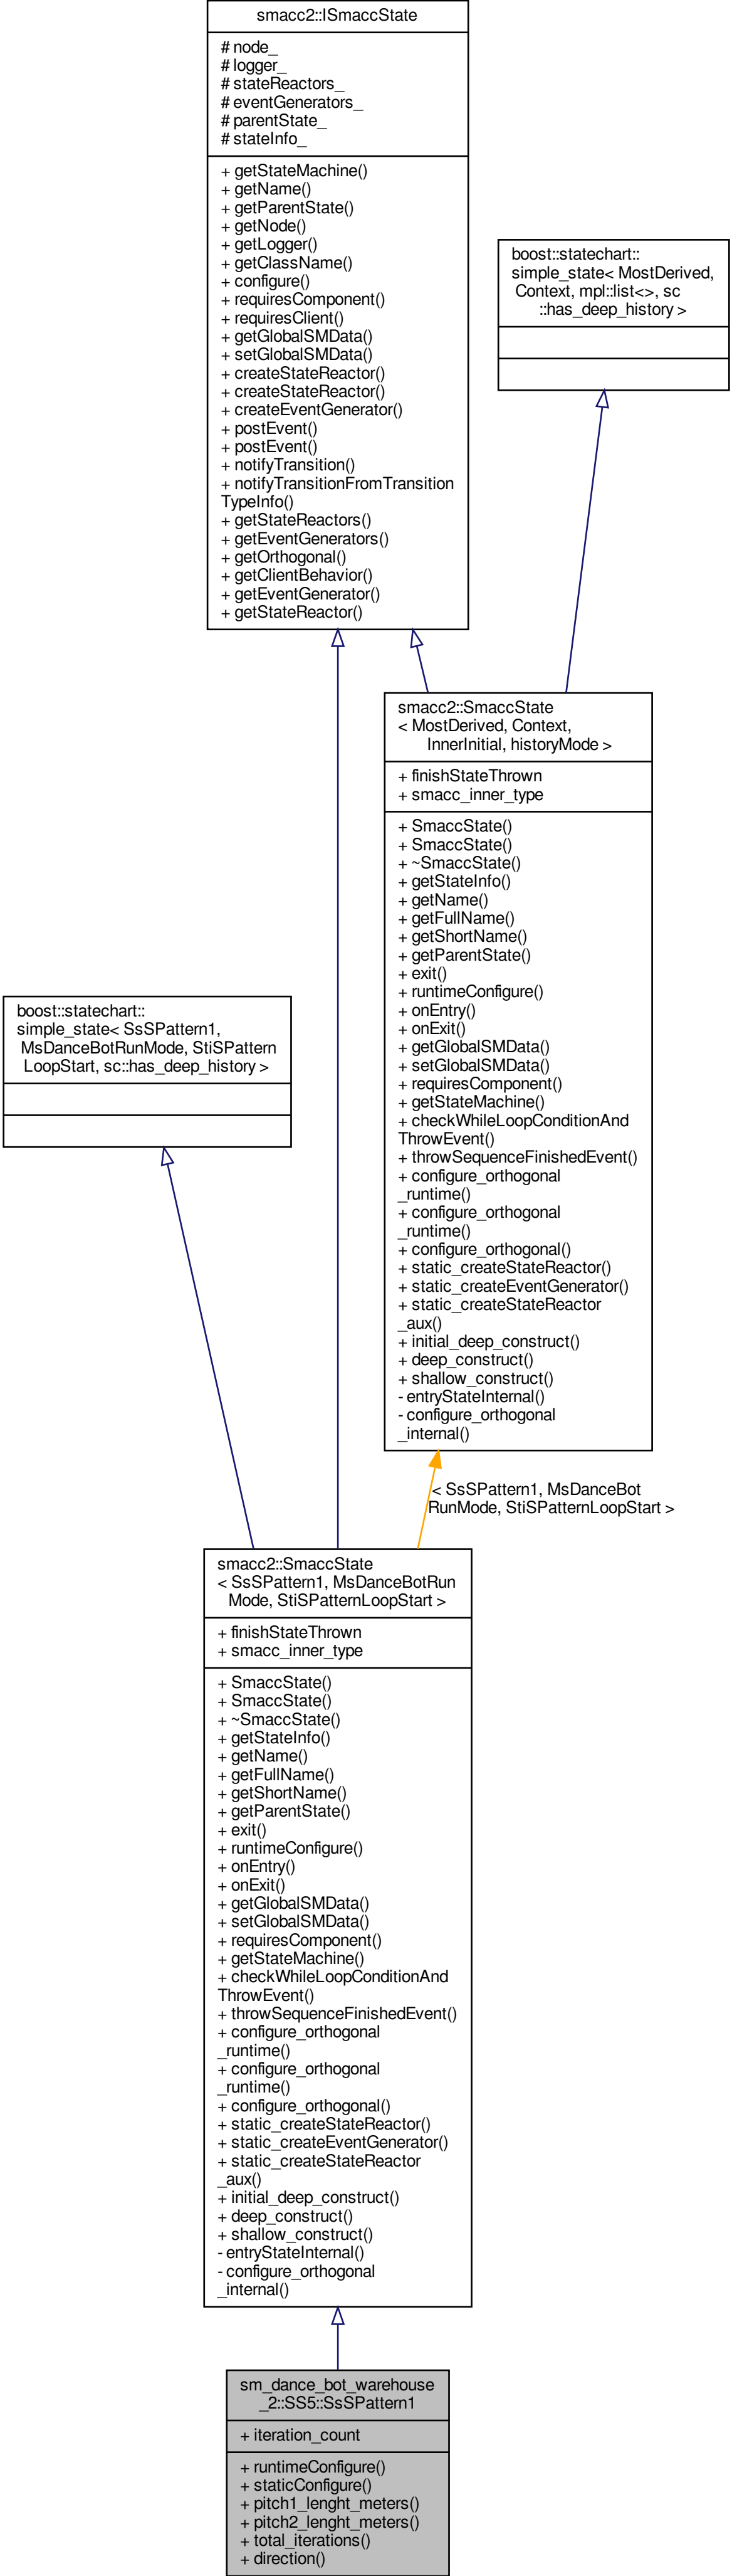 smacc2::ISmaccState
# node_
# logger_
# stateReactors_
# eventGenerators_
# parentState_
# stateInfo_
+ getStateMachine()
+ getName()
+ getParentState()
+ getNode()
+ getLogger()
+ getClassName()
+ configure()
+ requiresComponent()
+ requiresClient()
+ getGlobalSMData()
+ setGlobalSMData()
+ createStateReactor()
+ createStateReactor()
+ createEventGenerator()
+ postEvent()
+ postEvent()
+ notifyTransition()
+ notifyTransitionFromTransition
TypeInfo()
+ getStateReactors()
+ getEventGenerators()
+ getOrthogonal()
+ getClientBehavior()
+ getEventGenerator()
+ getStateReactor()
boost::statechart::
simple_state< MostDerived,
Context, mpl::list<>, sc
::has_deep_history >
smacc2::SmaccState
< MostDerived, Context,
InnerInitial, historyMode >
+ finishStateThrown
+ smacc_inner_type
+ SmaccState()
+ SmaccState()
+ ~SmaccState()
+ getStateInfo()
+ getName()
+ getFullName()
+ getShortName()
+ getParentState()
+ exit()
+ runtimeConfigure()
+ onEntry()
+ onExit()
+ getGlobalSMData()
+ setGlobalSMData()
+ requiresComponent()
+ getStateMachine()
+ checkWhileLoopConditionAnd
ThrowEvent()
+ throwSequenceFinishedEvent()
+ configure_orthogonal
_runtime()
+ configure_orthogonal
_runtime()
+ configure_orthogonal()
+ static_createStateReactor()
+ static_createEventGenerator()
+ static_createStateReactor
_aux()
+ initial_deep_construct()
+ deep_construct()
+ shallow_construct()
- entryStateInternal()
- configure_orthogonal
_internal()
boost::statechart::
simple_state< SsSPattern1,
MsDanceBotRunMode, StiSPattern
LoopStart, sc::has_deep_history >
< SsSPattern1, MsDanceBot
RunMode, StiSPatternLoopStart >
smacc2::SmaccState
< SsSPattern1, MsDanceBotRun
Mode, StiSPatternLoopStart >
+ finishStateThrown
+ smacc_inner_type
+ SmaccState()
+ SmaccState()
+ ~SmaccState()
+ getStateInfo()
+ getName()
+ getFullName()
+ getShortName()
+ getParentState()
+ exit()
+ runtimeConfigure()
+ onEntry()
+ onExit()
+ getGlobalSMData()
+ setGlobalSMData()
+ requiresComponent()
+ getStateMachine()
+ checkWhileLoopConditionAnd
ThrowEvent()
+ throwSequenceFinishedEvent()
+ configure_orthogonal
_runtime()
+ configure_orthogonal
_runtime()
+ configure_orthogonal()
+ static_createStateReactor()
+ static_createEventGenerator()
+ static_createStateReactor
_aux()
+ initial_deep_construct()
+ deep_construct()
+ shallow_construct()
- entryStateInternal()
- configure_orthogonal
_internal()
sm_dance_bot_warehouse
_2::SS5::SsSPattern1
+ iteration_count
+ runtimeConfigure()
+ staticConfigure()
+ pitch1_lenght_meters()
+ pitch2_lenght_meters()
+ total_iterations()
+ direction()